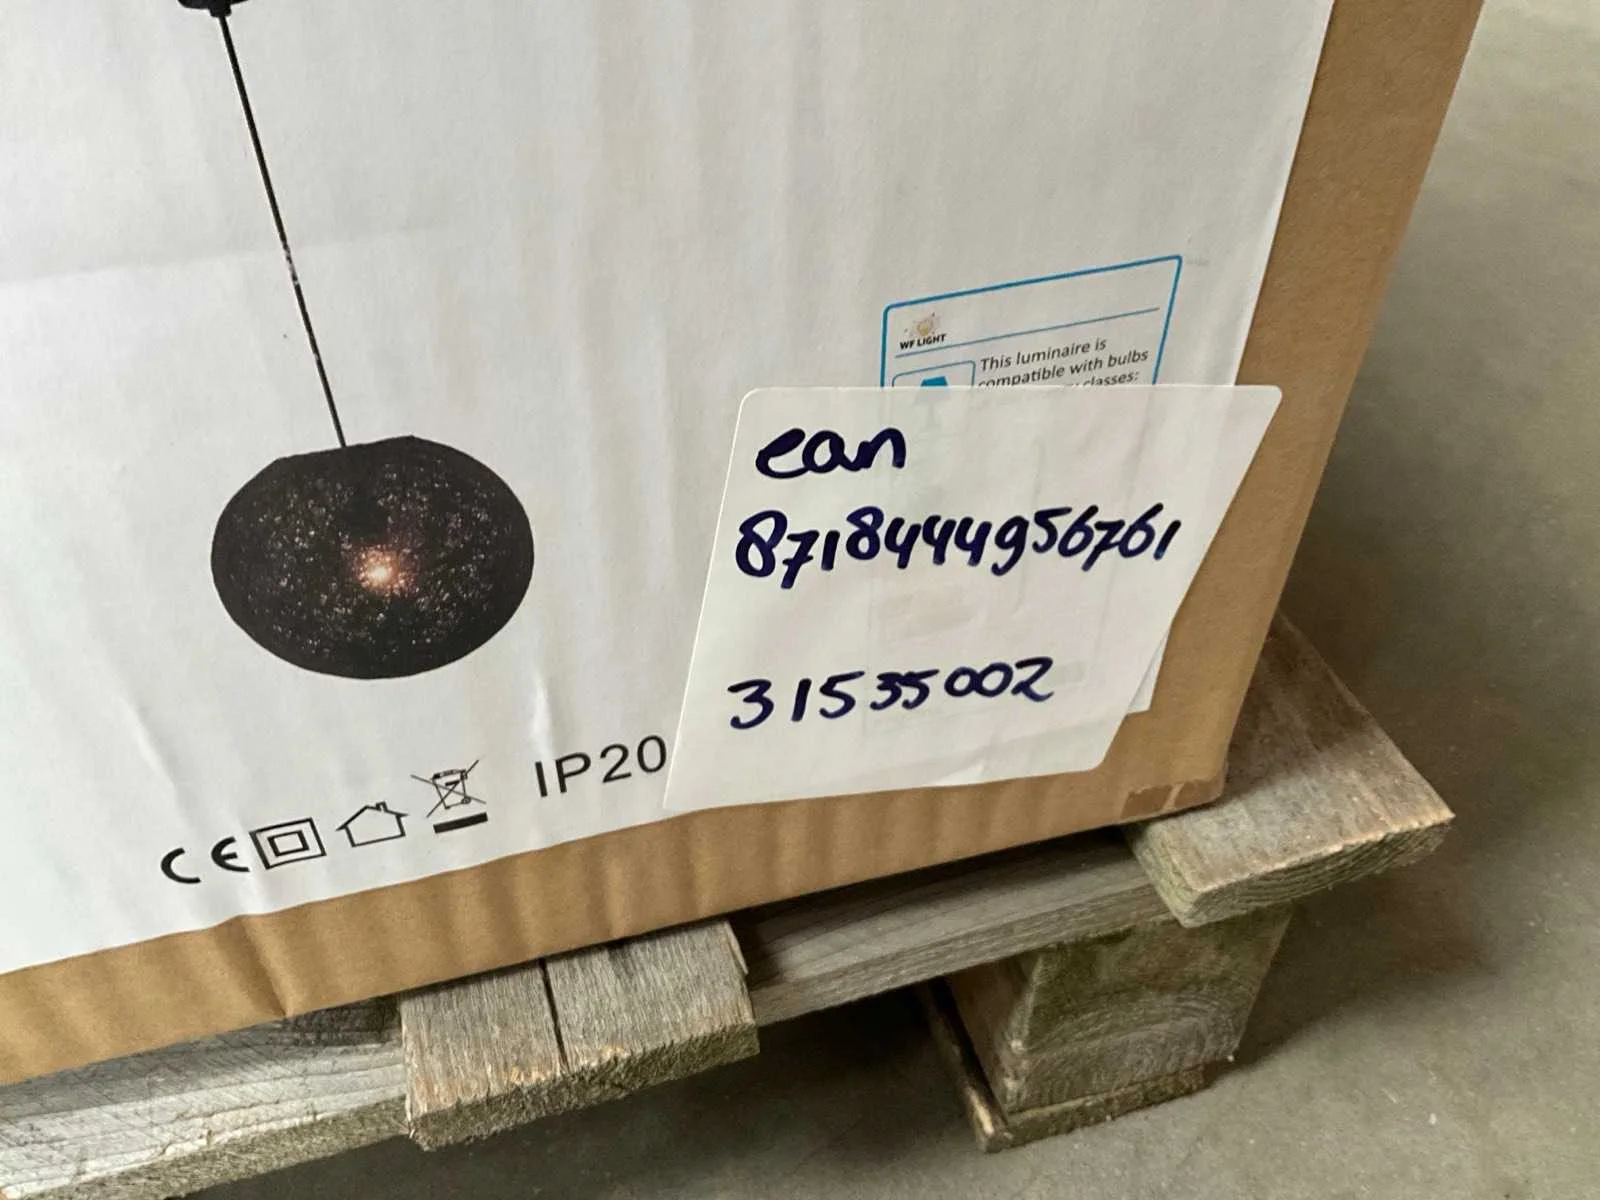 WF LIGHT
This luminaire is
compatible with bulbs
classes:
ean
8718444956761
31535002
CE
IP20